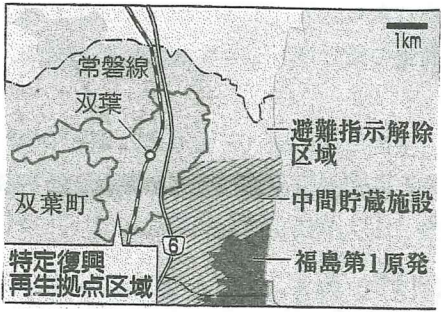 1km
常磐線
双葉
避難指示解除
区域
双葉町
中間貯蔵施設
6
福島第1原発
特定復興
再生拠点区域